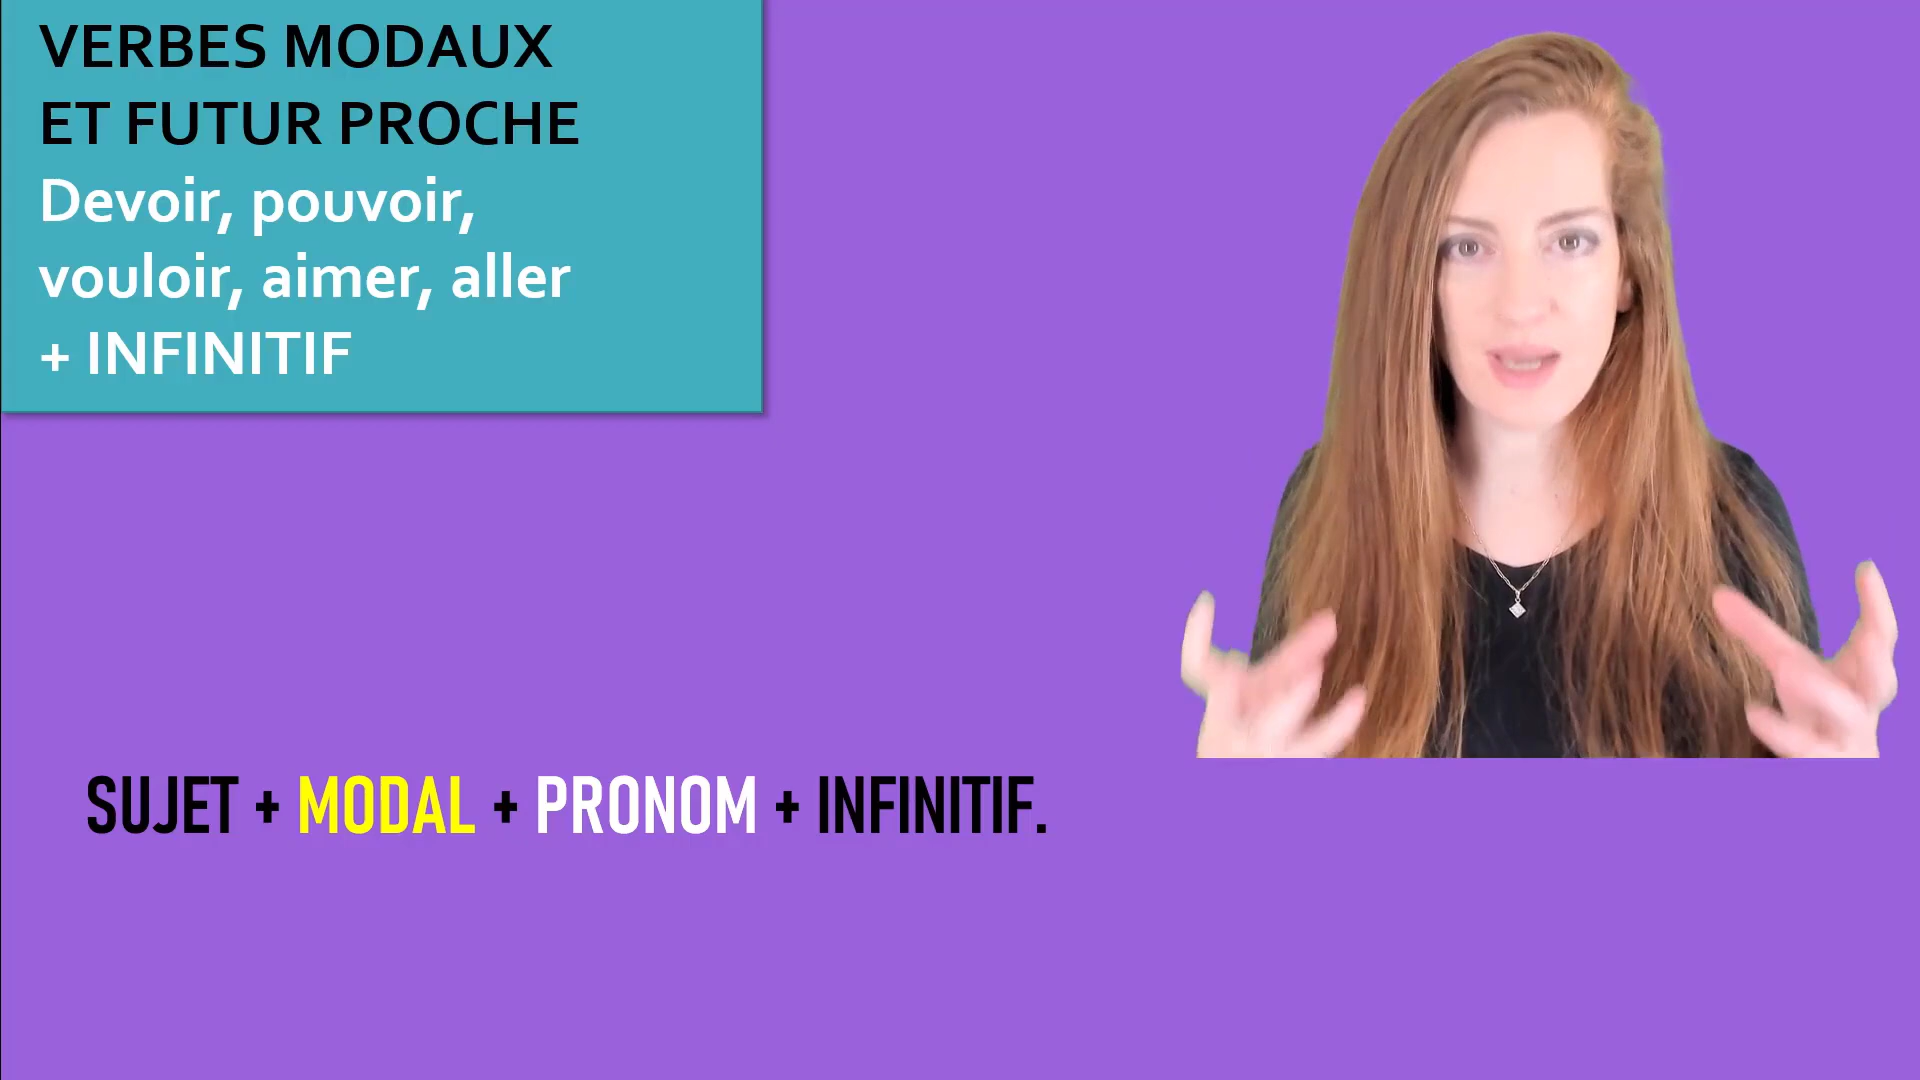 VERBES MODAUX
ET FUTUR PROCHE
Devoir, pouvoir,
vouloir, aimer, aller
+ INFINITIF
SUJET + MODAL + PRONOM + INFINITIF.